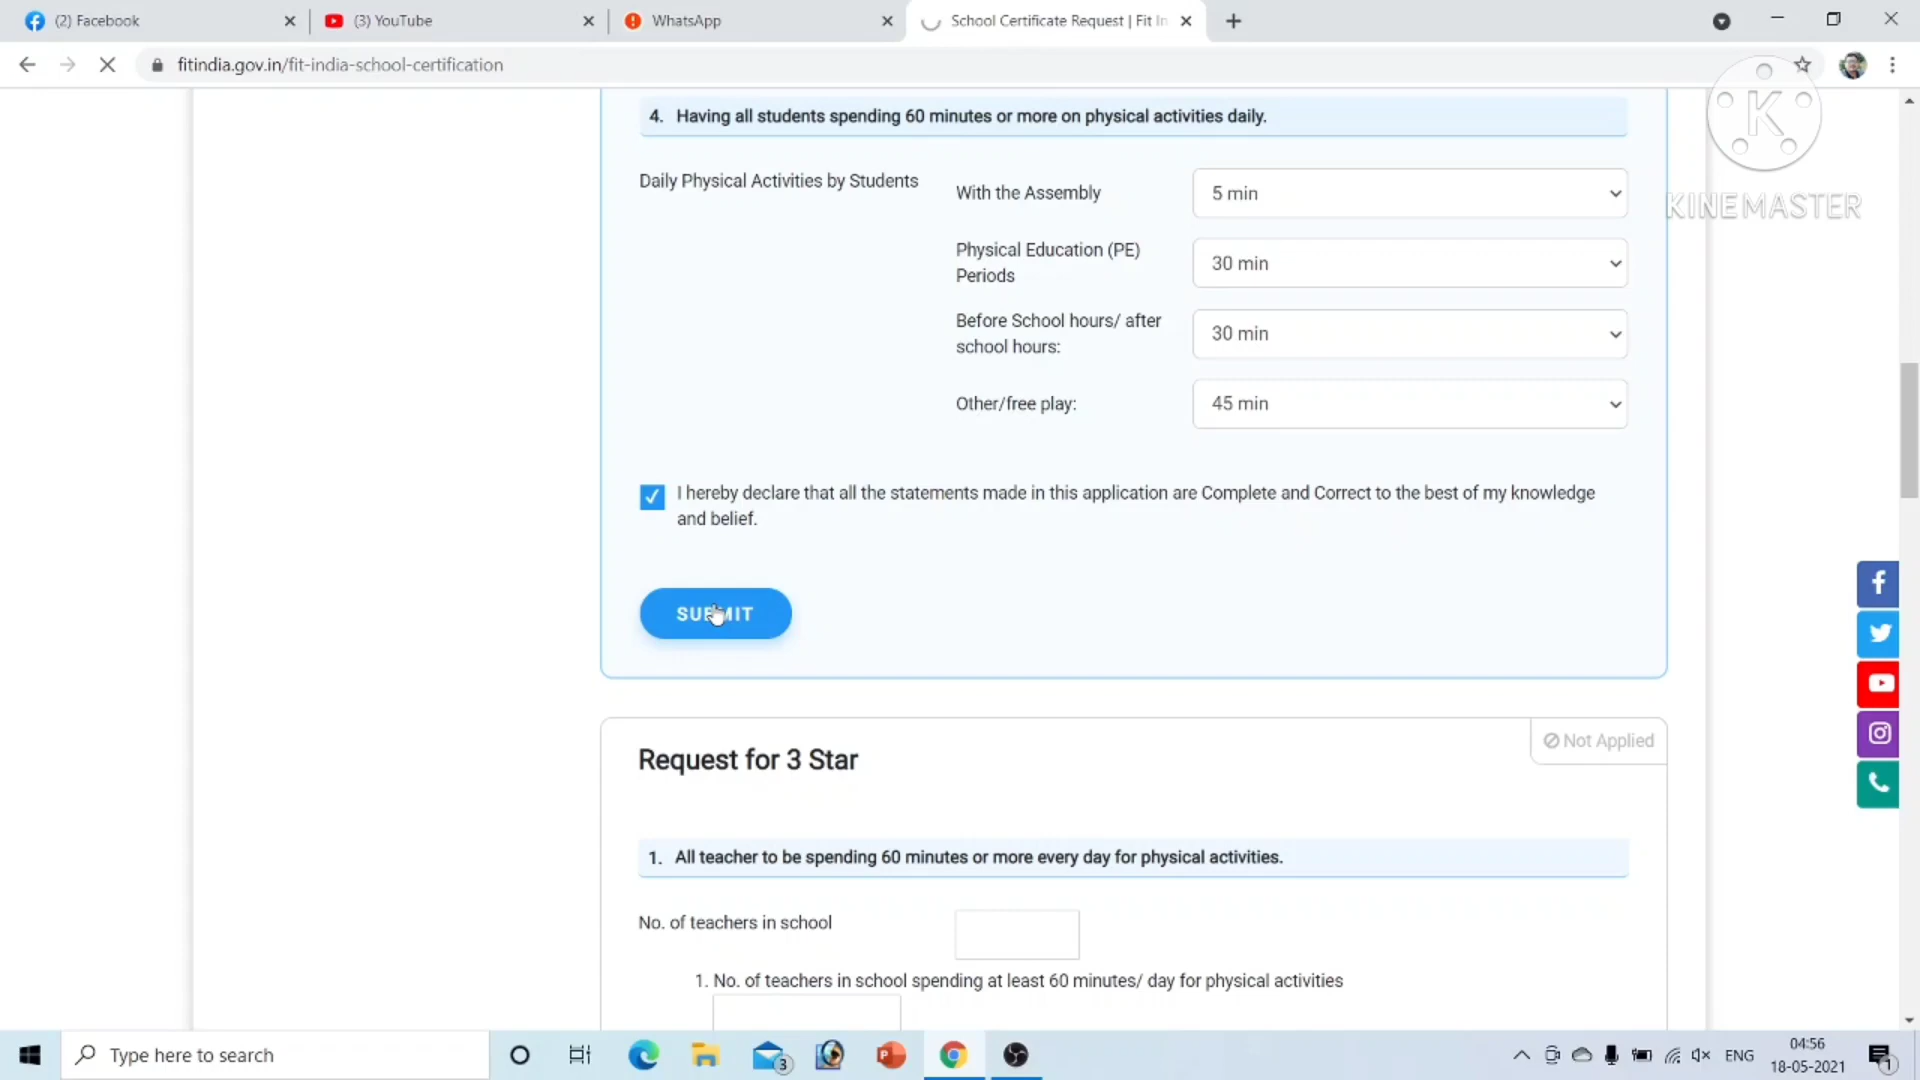 (2) Facebook
(3) YouTube
WhatsApp
School Certificate Request | Fit In
fitindia.gov.in/fit-india-school-certification
K
KINEMASTER
4. Having all students spending 60 minutes or more on physical activities daily.
Daily Physical Activities by Students
With the Assembly
5 min
Physical Education (PE)
Periods
30 min
Before School hours/ after
school hours:
30 min
Other/free play:
45 min
I hereby declare that all the statements made in this application are Complete and Correct to the best of my knowledge
and belief.
SUBMIT
Not Applied
Request for 3 Star
1. All teacher to be spending 60 minutes or more every day for physical activities.
No. of teachers in school
1. No. of teachers in school spending at least 60 minutes/ day for physical activities
Type here to search
3
ENG
04:56
18-05-2021
1